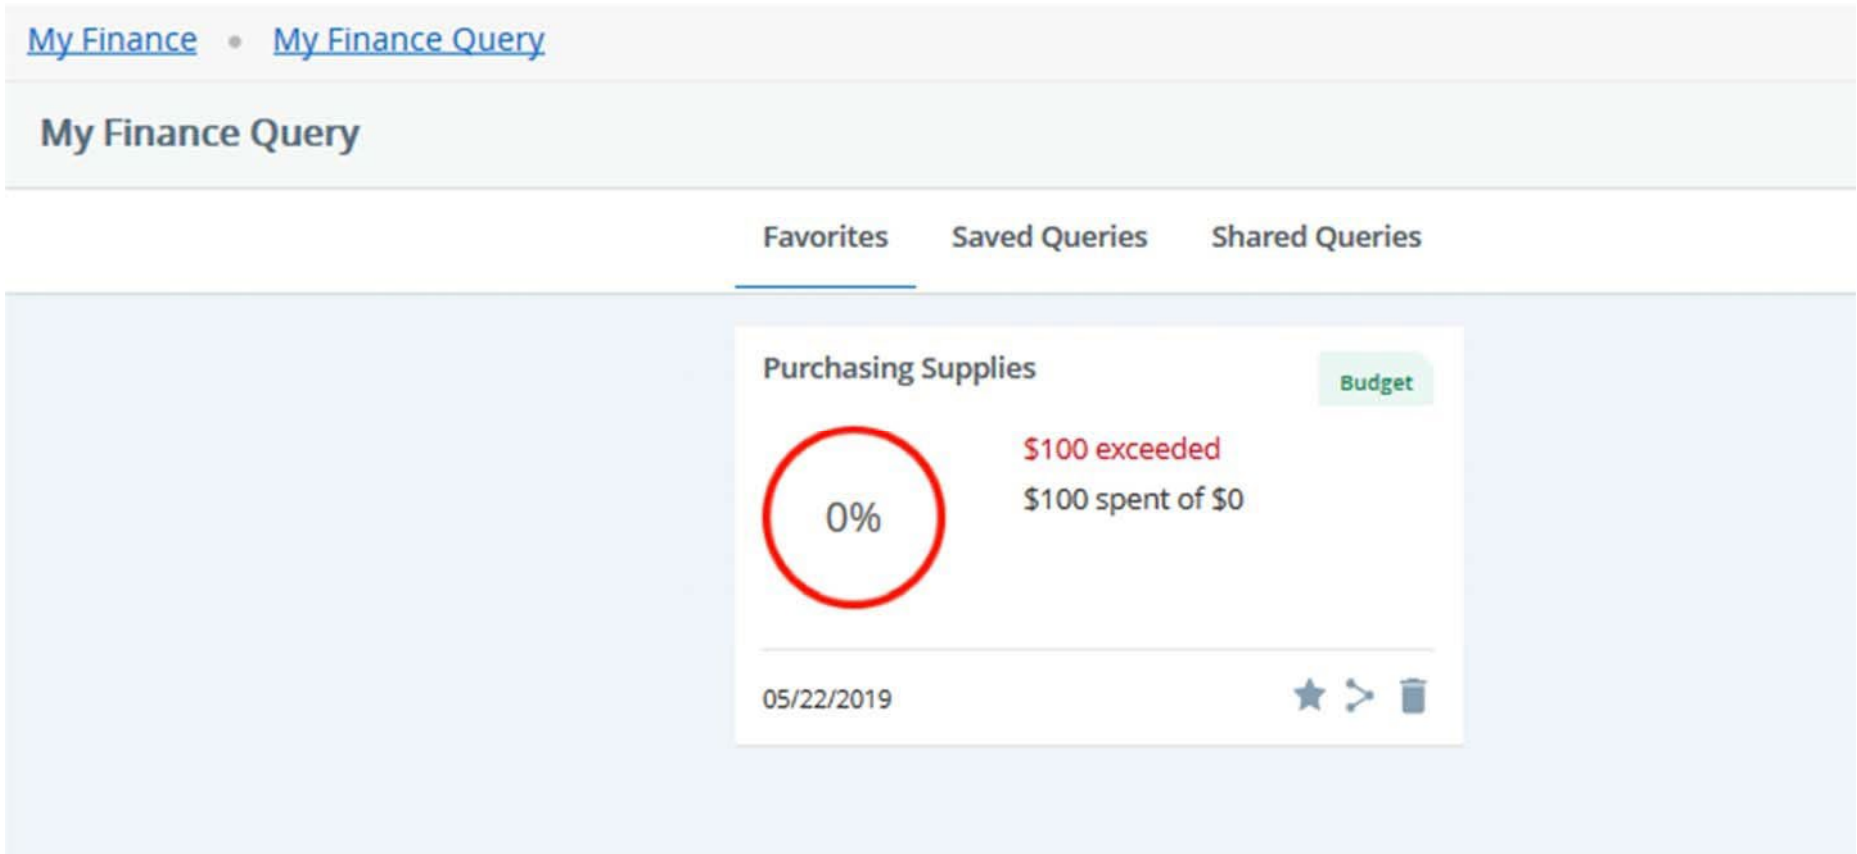 My Finance • My Finance Query
My Finance Query
Favorites Saved Queries Shared Queries
Purchasing Supplies
Budget
0%
$100 exceeded
$100 spent of $0
05/22/2019